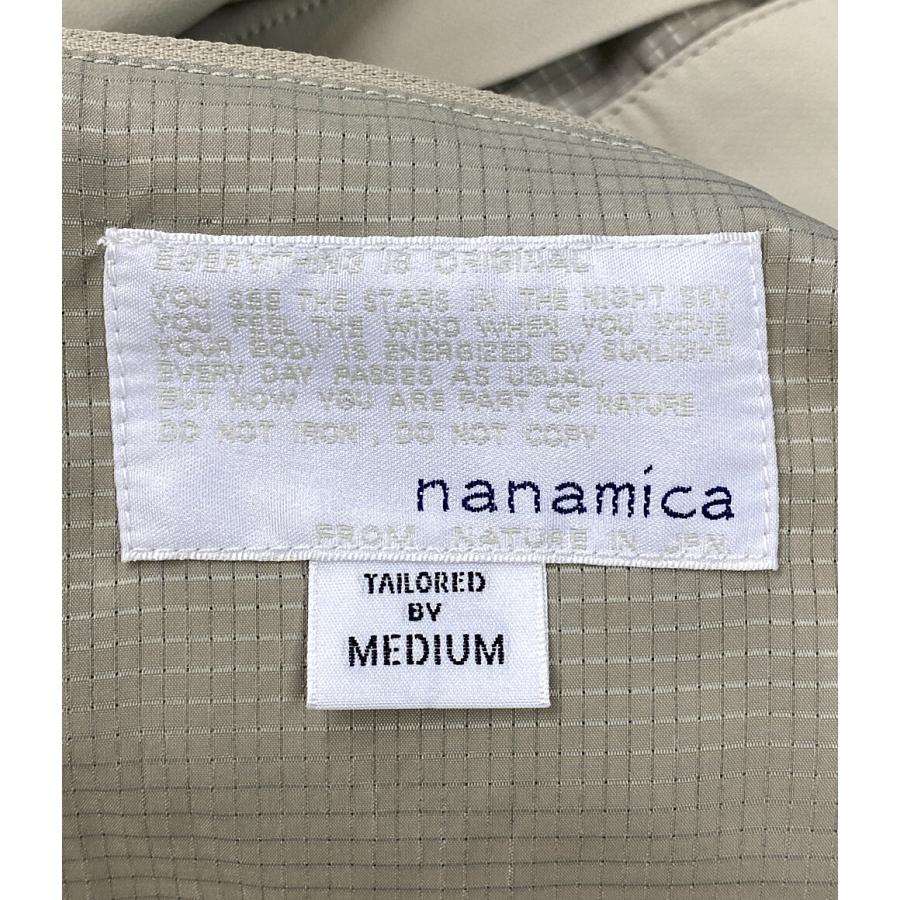 EVERYTHING IS ORIGINAL
YOU SEE THE STARS IN THE NIGHT SKY
YOU FEEL THE WIND WHEN YOU MOVE
YOUR BODY IS ENERGIZED BY SUNLIGHT.
EVERY DAY PASSES AS USUAL,
BUT NOW YOU ARE PART OF NATURE
DO NOT IRON, DO NOT COPY
nanamica
FROM NATURE IN JPN
TAILORED
BY
MEDIUM